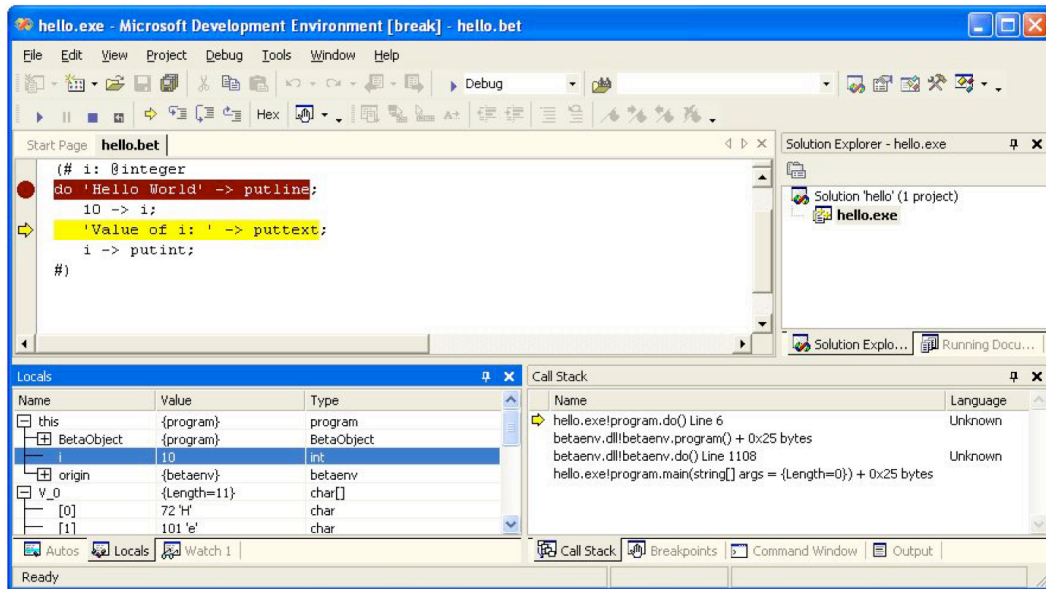 hello.exe - Microsoft Development Environment [break] - hello.bet
File Edit View Project Debug Tools Window Help
Debug
Hex
Start Page hello.bet
(# i: @integer
do 'Hello World' -> putline;
10 -> i;
'Value of i: ' -> puttext;
i -> putint;
#)
Solution Explorer - hello.exe
Solution 'hello' (1 project)
hello.exe
Solution Explo... Running Docu...
Locals
Name Value Type
this {program} program
BetaObject {program} BetaObject
i 10 int
origin {betaenv} betaenv
V_0 {Length=11} char[]
[0] 72 'H' char
[1] 101 'e' char
Autos Locals Watch 1
Call Stack
Name Language
hello.exe!program.do() Line 6 Unknown
betaenv.dll!betaenv.program() + 0x25 bytes
betaenv.dll!betaenv.do() Line 1108 Unknown
hello.exe!program.main(string[] args = {Length=0}) + 0x25 bytes
Call Stack Breakpoints Command Window Output
Ready